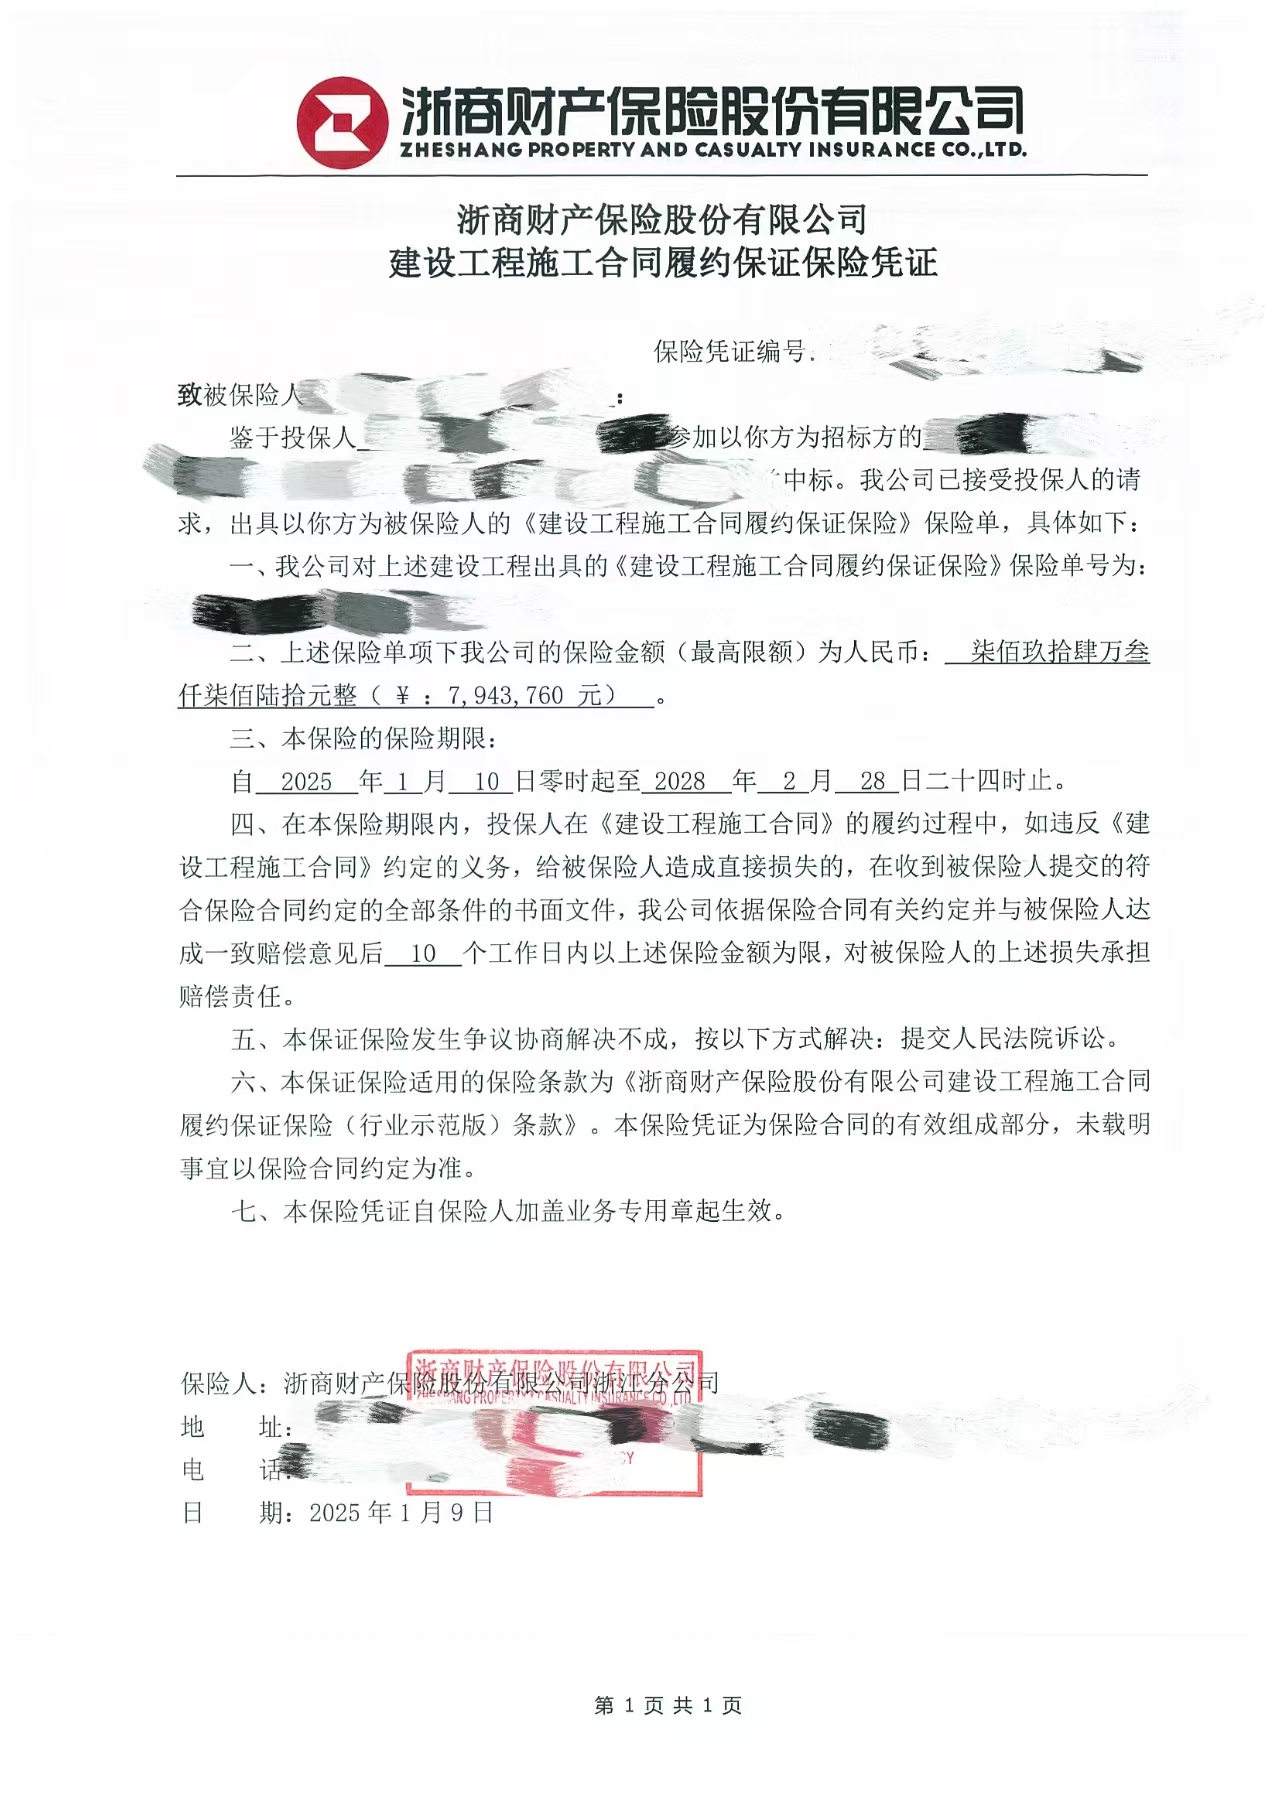 浙商财产保险股份有限公司
ZHESHANG PROPERTY AND CASUALTY INSURANCE CO.,LTD.
浙商财产保险股份有限公司
建设工程施工合同履约保证保险凭证
保险凭证编号
致被保险人 :
鉴于投保人 参加以你方为招标方的
中标。我公司已接受投保人的请
求，出具以你方为被保险人的《建设工程施工合同履约保证保险》保险单，具体如下：
一、我公司对上述建设工程出具的《建设工程施工合同履约保证保险》保险单号为：
二、上述保险单项下我公司的保险金额（最高限额）为人民币： 柒佰玖拾肆万叁
仟柒佰陆拾元整（ ¥ ：7,943,760 元） 。
三、本保险的保险期限：
自 2025 年 1 月 10 日零时起至 2028 年 2 月 28 日二十四时止。
四、在本保险期限内，投保人在《建设工程施工合同》的履约过程中，如违反《建
设工程施工合同》约定的义务，给被保险人造成直接损失的，在收到被保险人提交的符
合保险合同约定的全部条件的书面文件，我公司依据保险合同有关约定并与被保险人达
成一致赔偿意见后 10 个工作日内以上述保险金额为限，对被保险人的上述损失承担
赔偿责任。
五、本保证保险发生争议协商解决不成，按以下方式解决：提交人民法院诉讼。
六、本保证保险适用的保险条款为《浙商财产保险股份有限公司建设工程施工合同
履约保证保险（行业示范版）条款》。本保险凭证为保险合同的有效组成部分，未载明
事宜以保险合同约定为准。
七、本保险凭证自保险人加盖业务专用章起生效。
浙商财产保险股份有限公司
保险人：浙商财产保险股份有限公司浙江分公司
ZHESHANG PROPERTY CASUALTY INSURANCE CO.,LTD
地 址：
电 话：
日 期：2025 年 1 月 9 日
第 1 页 共 1 页